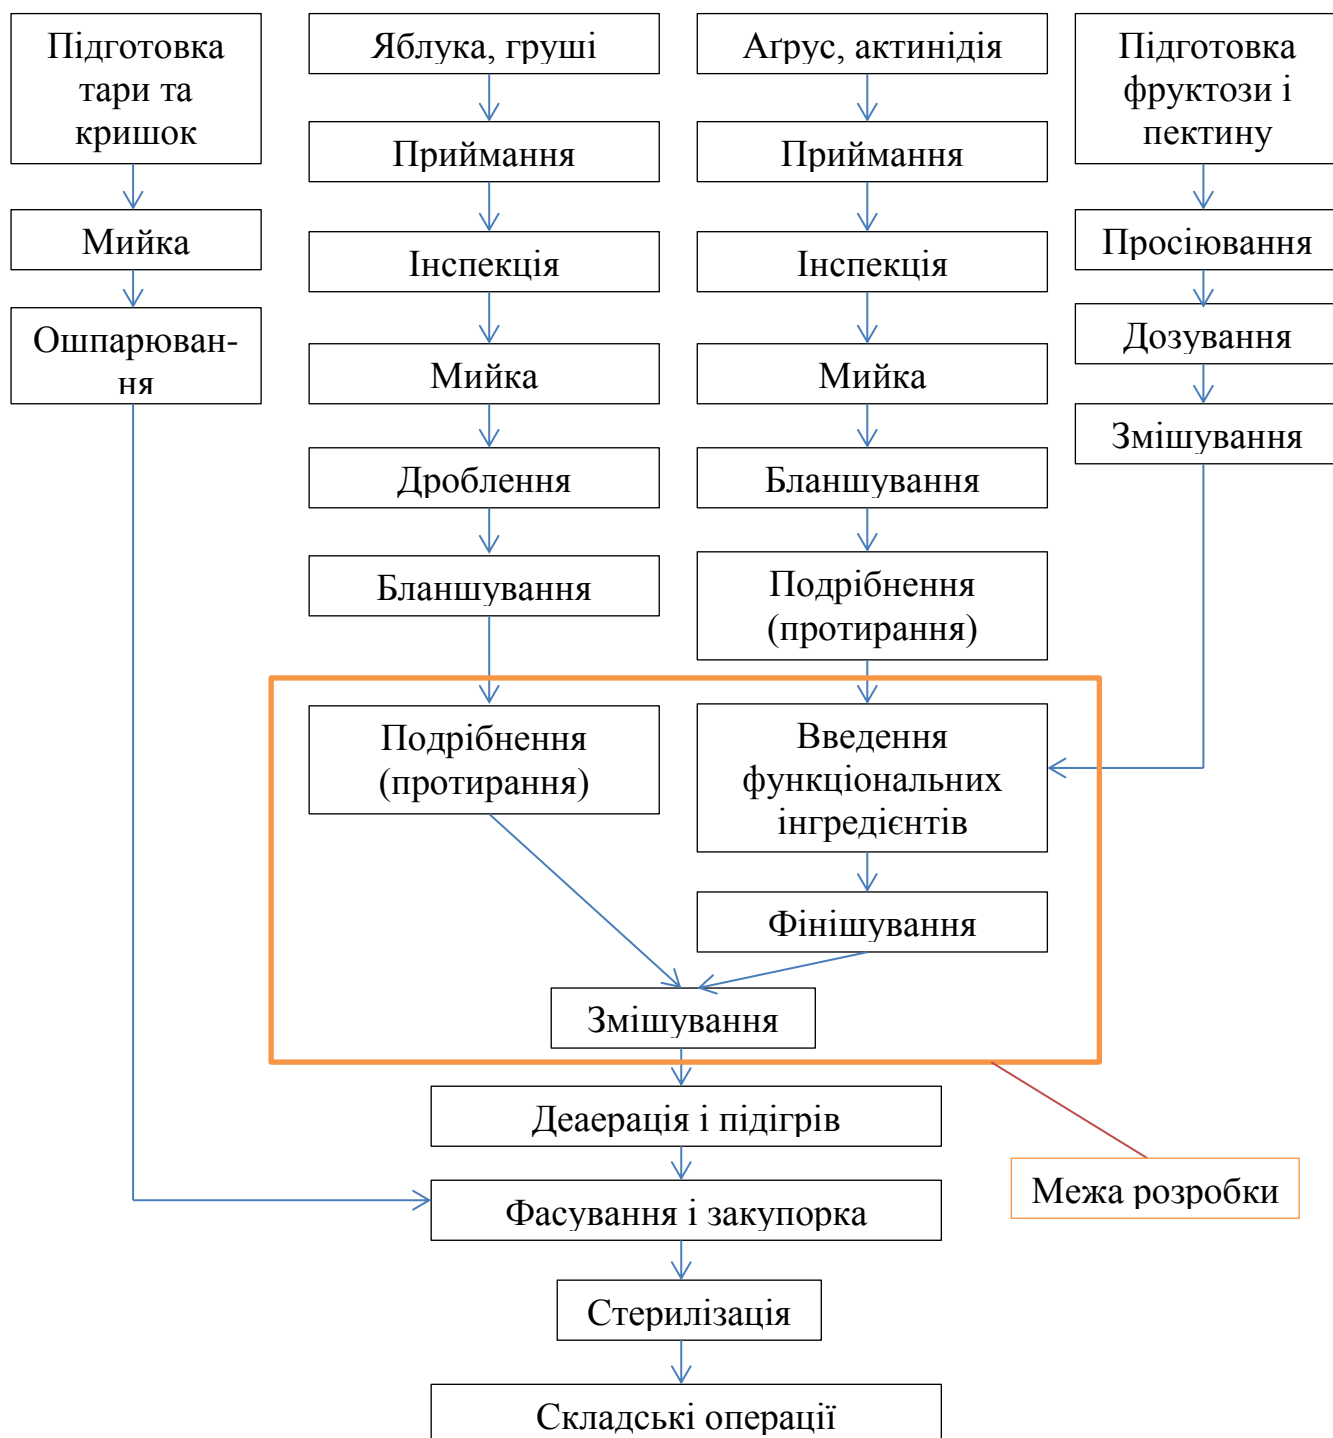 Підготовка
тари та
кришок
Яблука, груші
Аґрус, актинідія
Підготовка
фруктози і
пектину
Приймання
Приймання
Мийка
Інспекція
Інспекція
Просіювання
Ошпарюван-
ня
Мийка
Мийка
Дозування
Змішування
Дроблення
Бланшування
Бланшування
Подрібнення
(протирання)
Подрібнення
(протирання)
Введення
функціональних
інгредієнтів
Фінішування
Змішування
Деаерація і підігрів
Межа розробки
Фасування і закупорка
Стерилізація
Складські операції